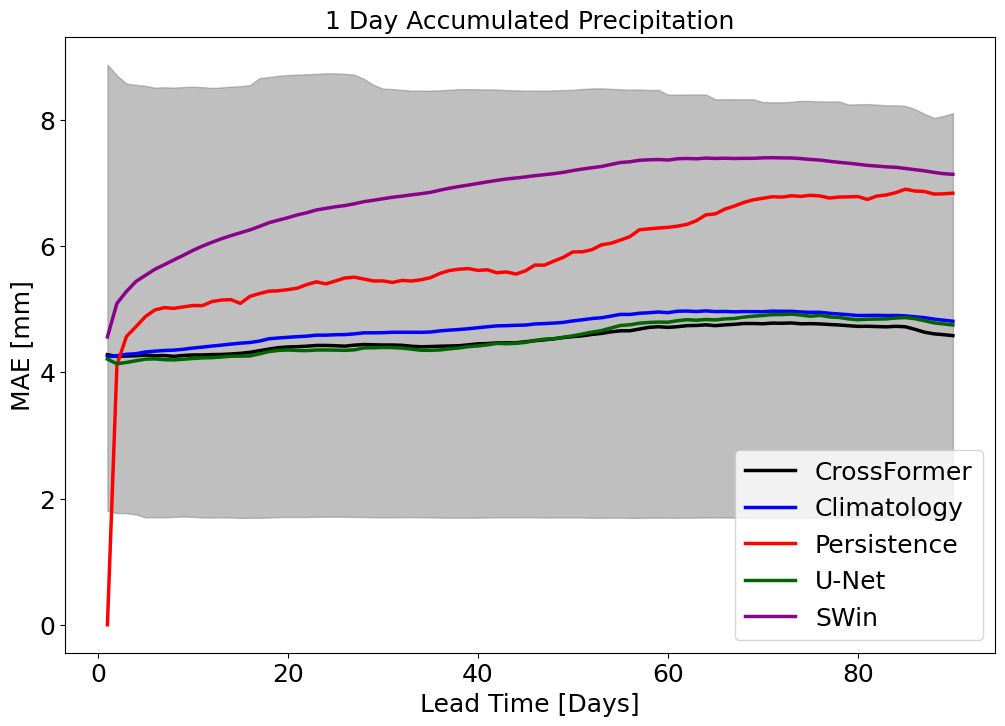 1 Day Accumulated Precipitation
MAE [mm]
8
6
4
2
0
CrossFormer
Climatology
Persistence
U-Net
SWin
0 20 40 60 80
Lead Time [Days]